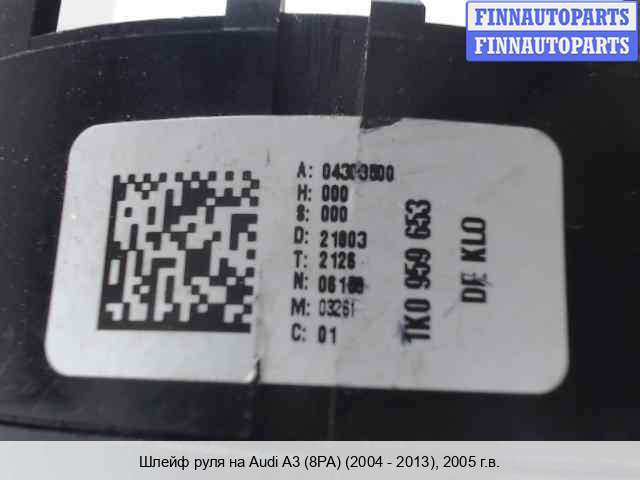 FINNAUTOPARTS
FINNAUTOPARTS
A:
H: 000
S: 000
D: 21803
T: 2126
N:
M: 03261
C: 01
1K0 959 653
DE KLO
Шлейф руля на Audi A3 (8PA) (2004 - 2013), 2005 г.в.